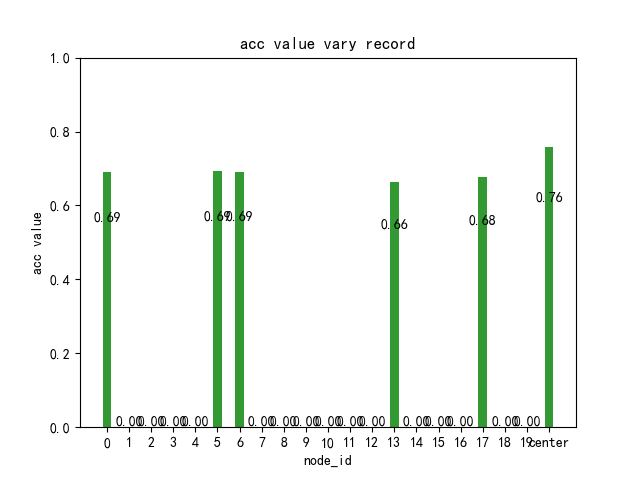 acc value vary record
1.0
0.8
0.6
0.4
0.2
0.0
acc value
0.69 0.00 0.00 0.00 0.00 0.69 0.69 0.00 0.00 0.00 0.00 0.00 0.00 0.66 0.00 0.00 0.00 0.68 0.00 0.00 0.76
0 1 2 3 4 5 6 7 8 9 10 11 12 13 14 15 16 17 18 19 center
node_id